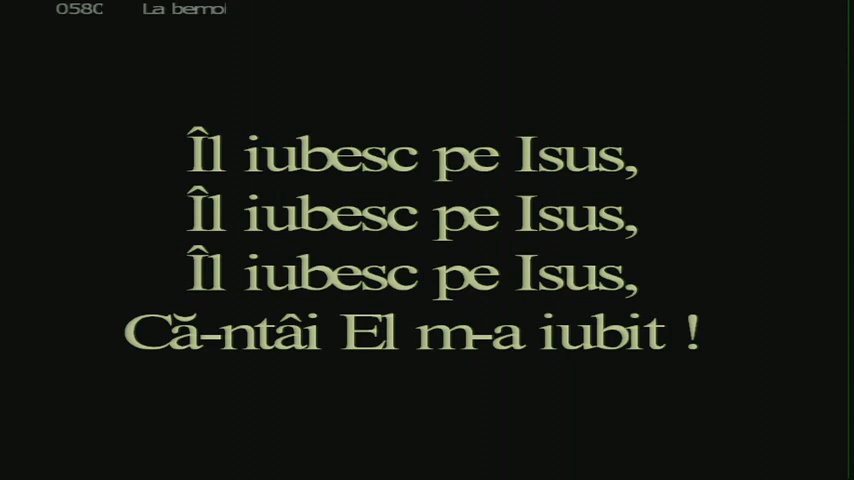 058C La bemol
Îl iubesc pe Isus,
Îl iubesc pe Isus,
Îl iubesc pe Isus,
Că-ntâi El m-a iubit !